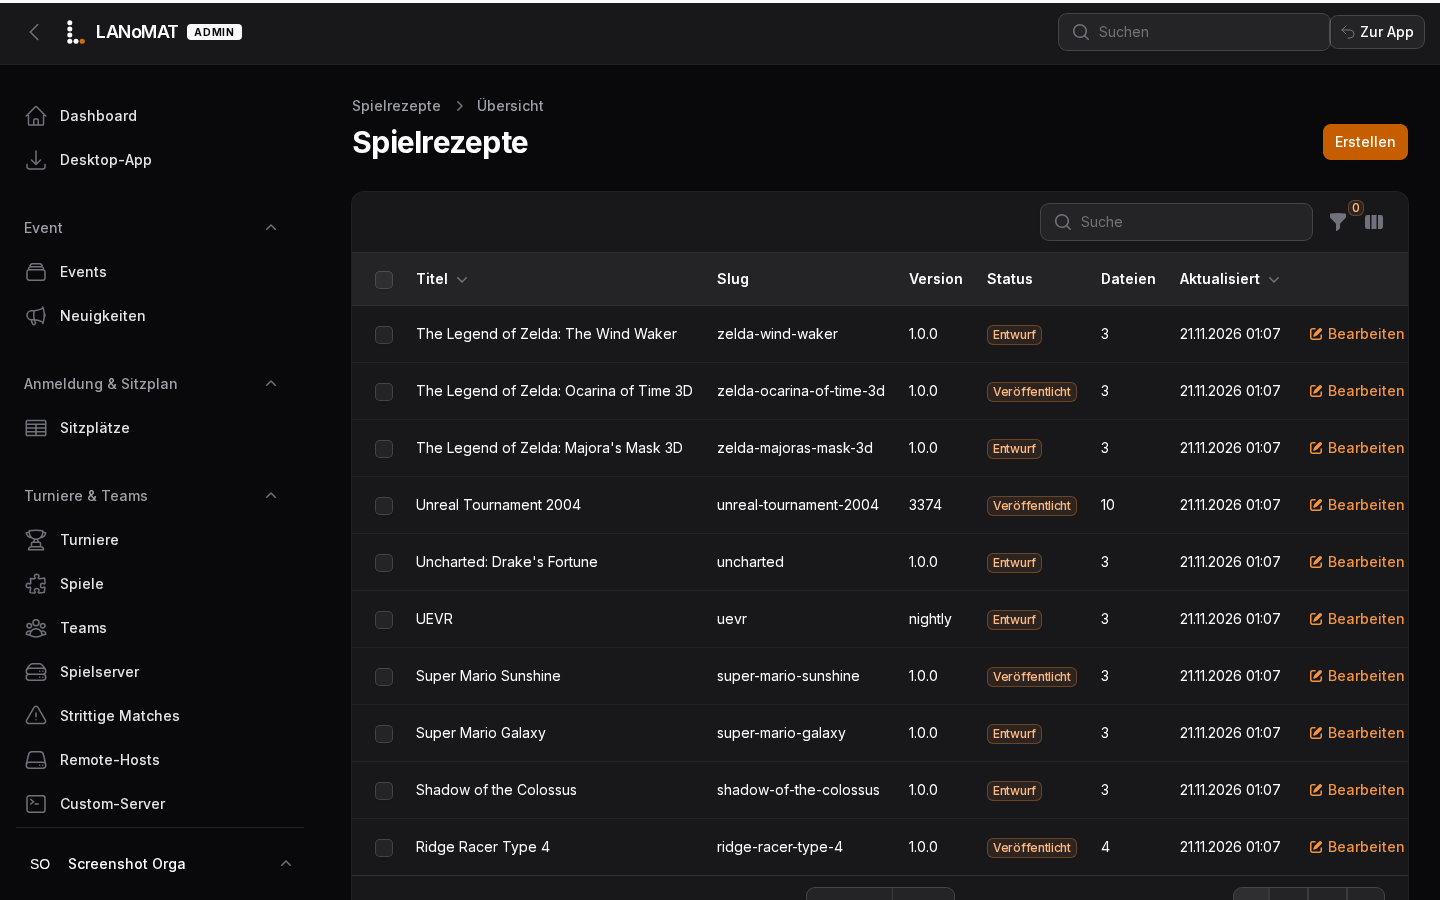 LANoMAT ADMIN Suchen Zur App
Dashboard
Desktop-App
Event
Events
Neuigkeiten
Anmeldung & Sitzplan
Sitzplätze
Turniere & Teams
Turniere
Spiele
Teams
Spielserver
Strittige Matches
Remote-Hosts
Custom-Server
SO Screenshot Orga
Spielrezepte Übersicht
Spielrezepte
Erstellen
Suche 0
Titel Slug Version Status Dateien Aktualisiert
The Legend of Zelda: The Wind Waker zelda-wind-waker 1.0.0 Entwurf 3 21.11.2026 01:07 Bearbeiten
The Legend of Zelda: Ocarina of Time 3D zelda-ocarina-of-time-3d 1.0.0 Veröffentlicht 3 21.11.2026 01:07 Bearbeiten
The Legend of Zelda: Majora's Mask 3D zelda-majoras-mask-3d 1.0.0 Entwurf 3 21.11.2026 01:07 Bearbeiten
Unreal Tournament 2004 unreal-tournament-2004 3374 Veröffentlicht 10 21.11.2026 01:07 Bearbeiten
Uncharted: Drake's Fortune uncharted 1.0.0 Entwurf 3 21.11.2026 01:07 Bearbeiten
UEVR uevr nightly Entwurf 3 21.11.2026 01:07 Bearbeiten
Super Mario Sunshine super-mario-sunshine 1.0.0 Veröffentlicht 3 21.11.2026 01:07 Bearbeiten
Super Mario Galaxy super-mario-galaxy 1.0.0 Entwurf 3 21.11.2026 01:07 Bearbeiten
Shadow of the Colossus shadow-of-the-colossus 1.0.0 Entwurf 3 21.11.2026 01:07 Bearbeiten
Ridge Racer Type 4 ridge-racer-type-4 1.0.0 Veröffentlicht 4 21.11.2026 01:07 Bearbeiten